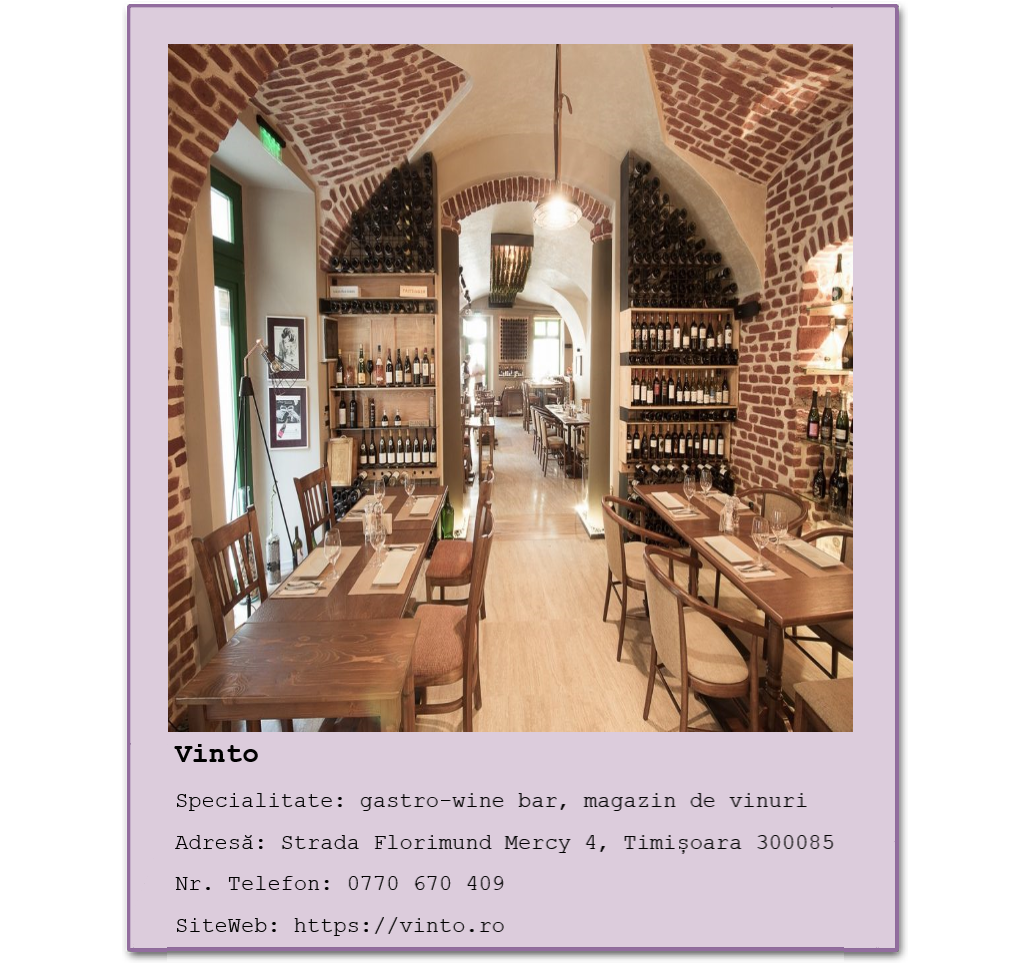 Vinto
Specialitate: gastro-wine bar, magazin de vinuri
Adresă: Strada Florimund Mercy 4, Timișoara 300085
Nr. Telefon: 0770 670 409
SiteWeb: https://vinto.ro